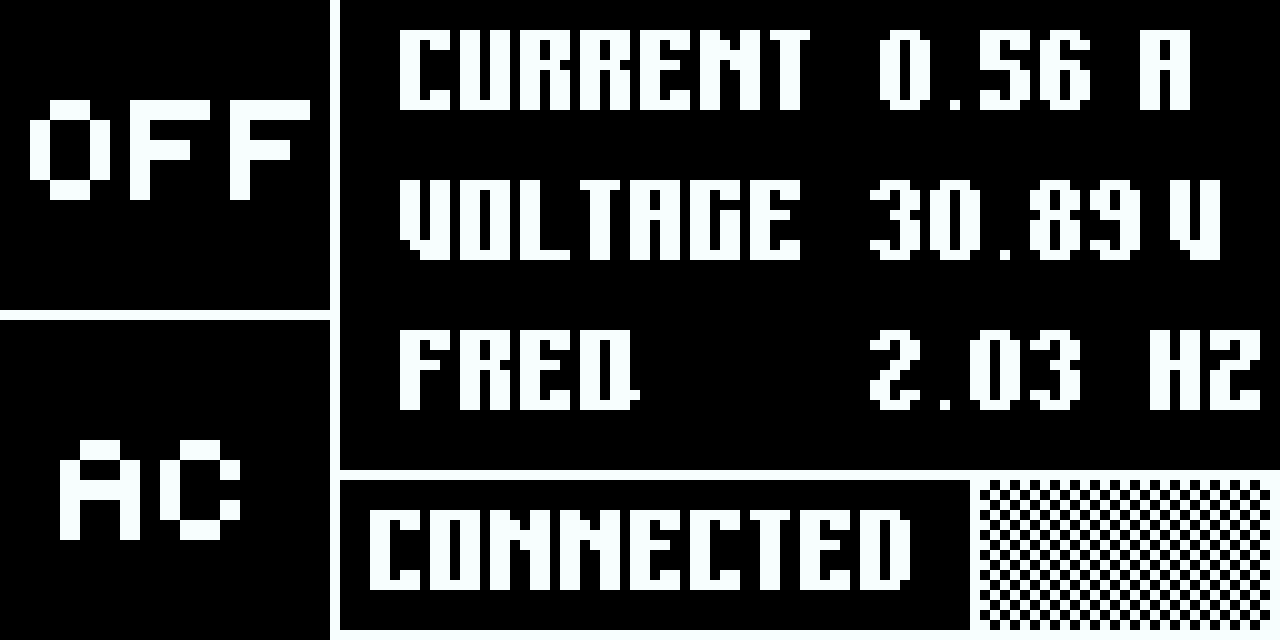 OFF
CURRENT 0.56 A
VOLTAGE 30.89 V
FREQ 2.03 HZ
AC
CONNECTED